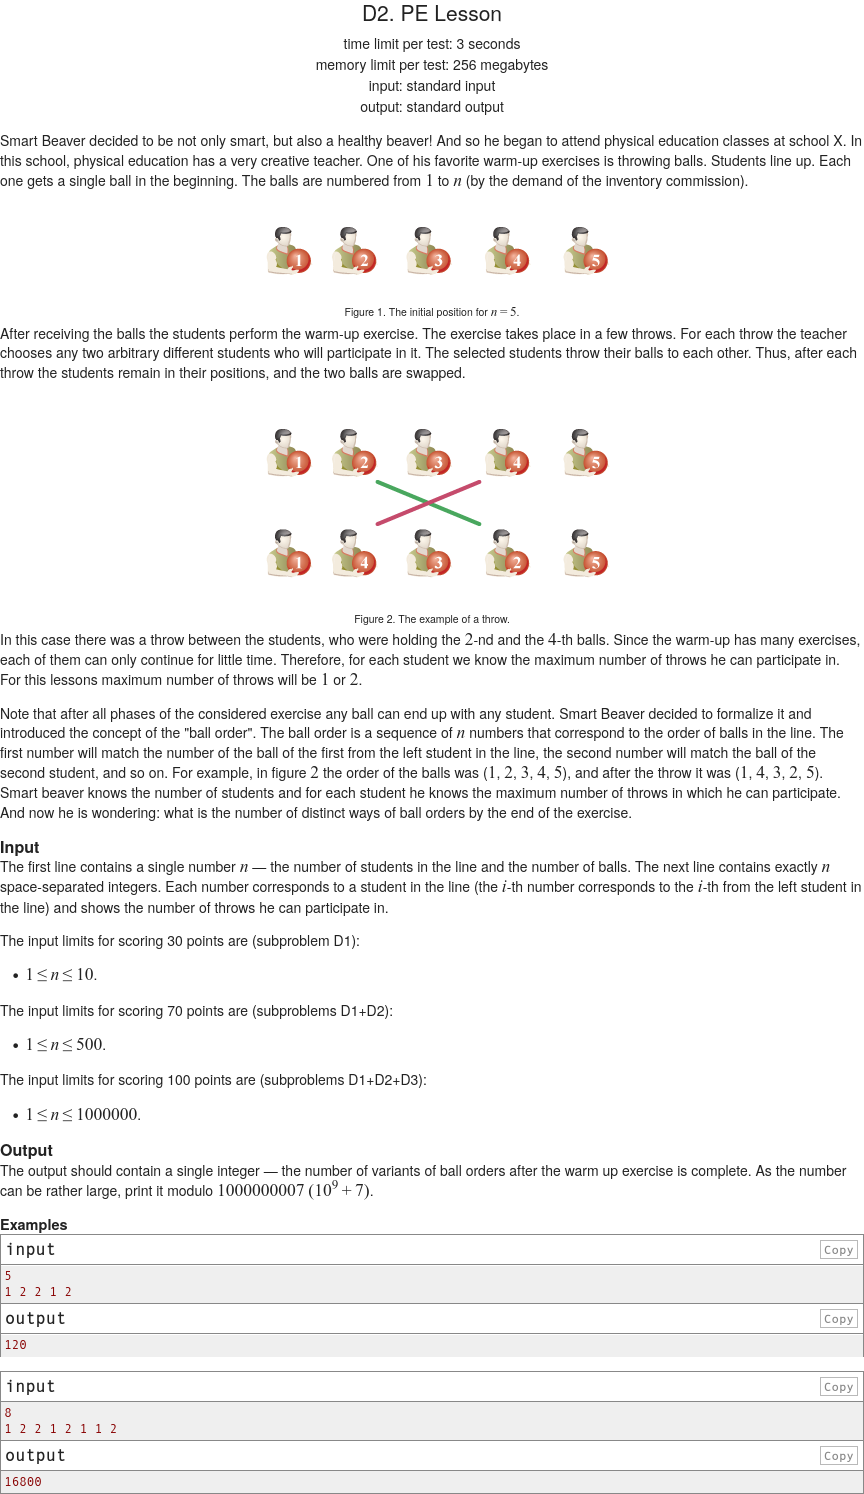 D2. PE Lesson
time limit per test: 3 seconds
memory limit per test: 256 megabytes
input: standard input
output: standard output
Smart Beaver decided to be not only smart, but also a healthy beaver! And so he began to attend physical education classes at school X. In
this school, physical education has a very creative teacher. One of his favorite warm-up exercises is throwing balls. Students line up. Each
one gets a single ball in the beginning. The balls are numbered from 1 to n (by the demand of the inventory commission).
1 2 3 4 5
Figure 1. The initial position for n = 5.
After receiving the balls the students perform the warm-up exercise. The exercise takes place in a few throws. For each throw the teacher
chooses any two arbitrary different students who will participate in it. The selected students throw their balls to each other. Thus, after each
throw the students remain in their positions, and the two balls are swapped.
1 2 3 4 5
1 4 3 2 5
Figure 2. The example of a throw.
In this case there was a throw between the students, who were holding the 2-nd and the 4-th balls. Since the warm-up has many exercises,
each of them can only continue for little time. Therefore, for each student we know the maximum number of throws he can participate in.
For this lessons maximum number of throws will be 1 or 2.
Note that after all phases of the considered exercise any ball can end up with any student. Smart Beaver decided to formalize it and
introduced the concept of the "ball order". The ball order is a sequence of n numbers that correspond to the order of balls in the line. The
first number will match the number of the ball of the first from the left student in the line, the second number will match the ball of the
second student, and so on. For example, in figure 2 the order of the balls was (1, 2, 3, 4, 5), and after the throw it was (1, 4, 3, 2, 5).
Smart beaver knows the number of students and for each student he knows the maximum number of throws in which he can participate.
And now he is wondering: what is the number of distinct ways of ball orders by the end of the exercise.
Input
The first line contains a single number n — the number of students in the line and the number of balls. The next line contains exactly n
space-separated integers. Each number corresponds to a student in the line (the i-th number corresponds to the i-th from the left student in
the line) and shows the number of throws he can participate in.
The input limits for scoring 30 points are (subproblem D1):
• 1 ≤ n ≤ 10.
The input limits for scoring 70 points are (subproblems D1+D2):
• 1 ≤ n ≤ 500.
The input limits for scoring 100 points are (subproblems D1+D2+D3):
• 1 ≤ n ≤ 1000000.
Output
The output should contain a single integer — the number of variants of ball orders after the warm up exercise is complete. As the number
can be rather large, print it modulo 1000000007 (10^9 + 7).
Examples
input Copy
5
1 2 2 1 2
output Copy
120
input Copy
8
1 2 2 1 2 1 1 2
output Copy
16800